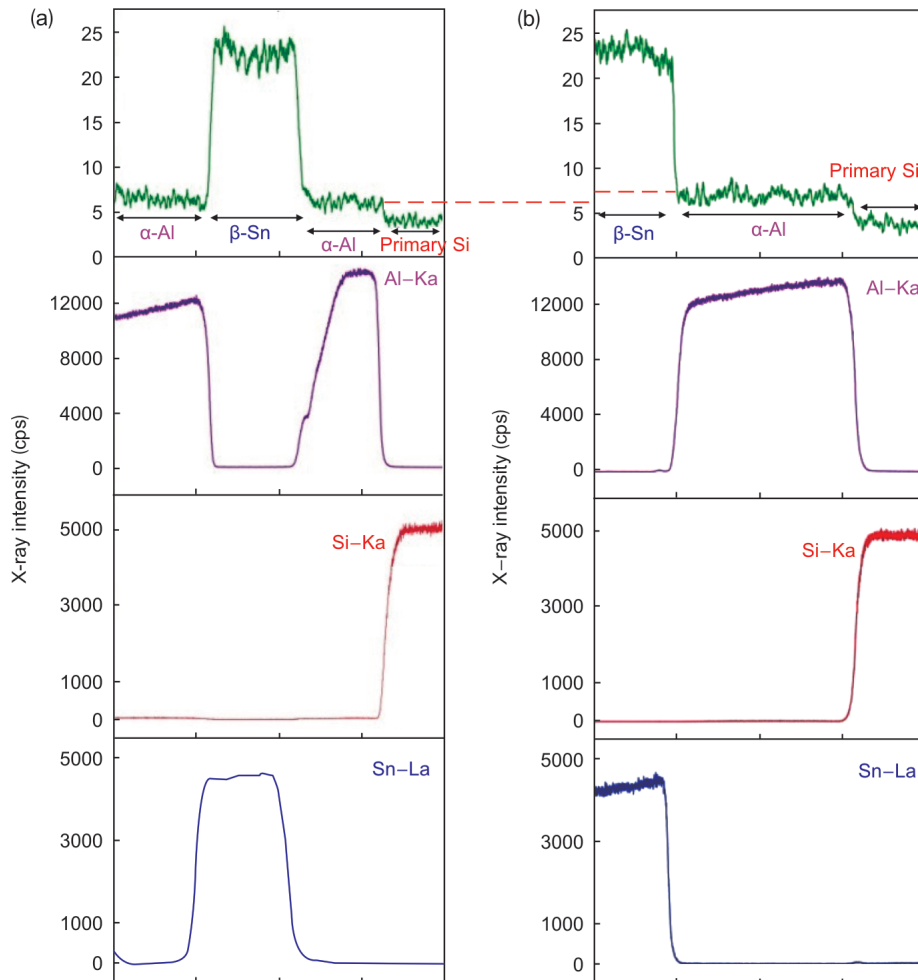 (a)
25
20
15
10
5
0
α-Al
β-Sn
α-Al
Primary Si
Al–Ka
12000
8000
4000
0
X-ray intensity (cps)
Si–Ka
5000
3000
1000
0
Sn–La
5000
3000
1000
0
(b)
25
20
15
10
5
0
Primary Si
β-Sn
α-Al
Al–Ka
12000
8000
4000
0
X–ray intensity (cps)
Si–Ka
5000
3000
1000
0
Sn–La
5000
3000
1000
0